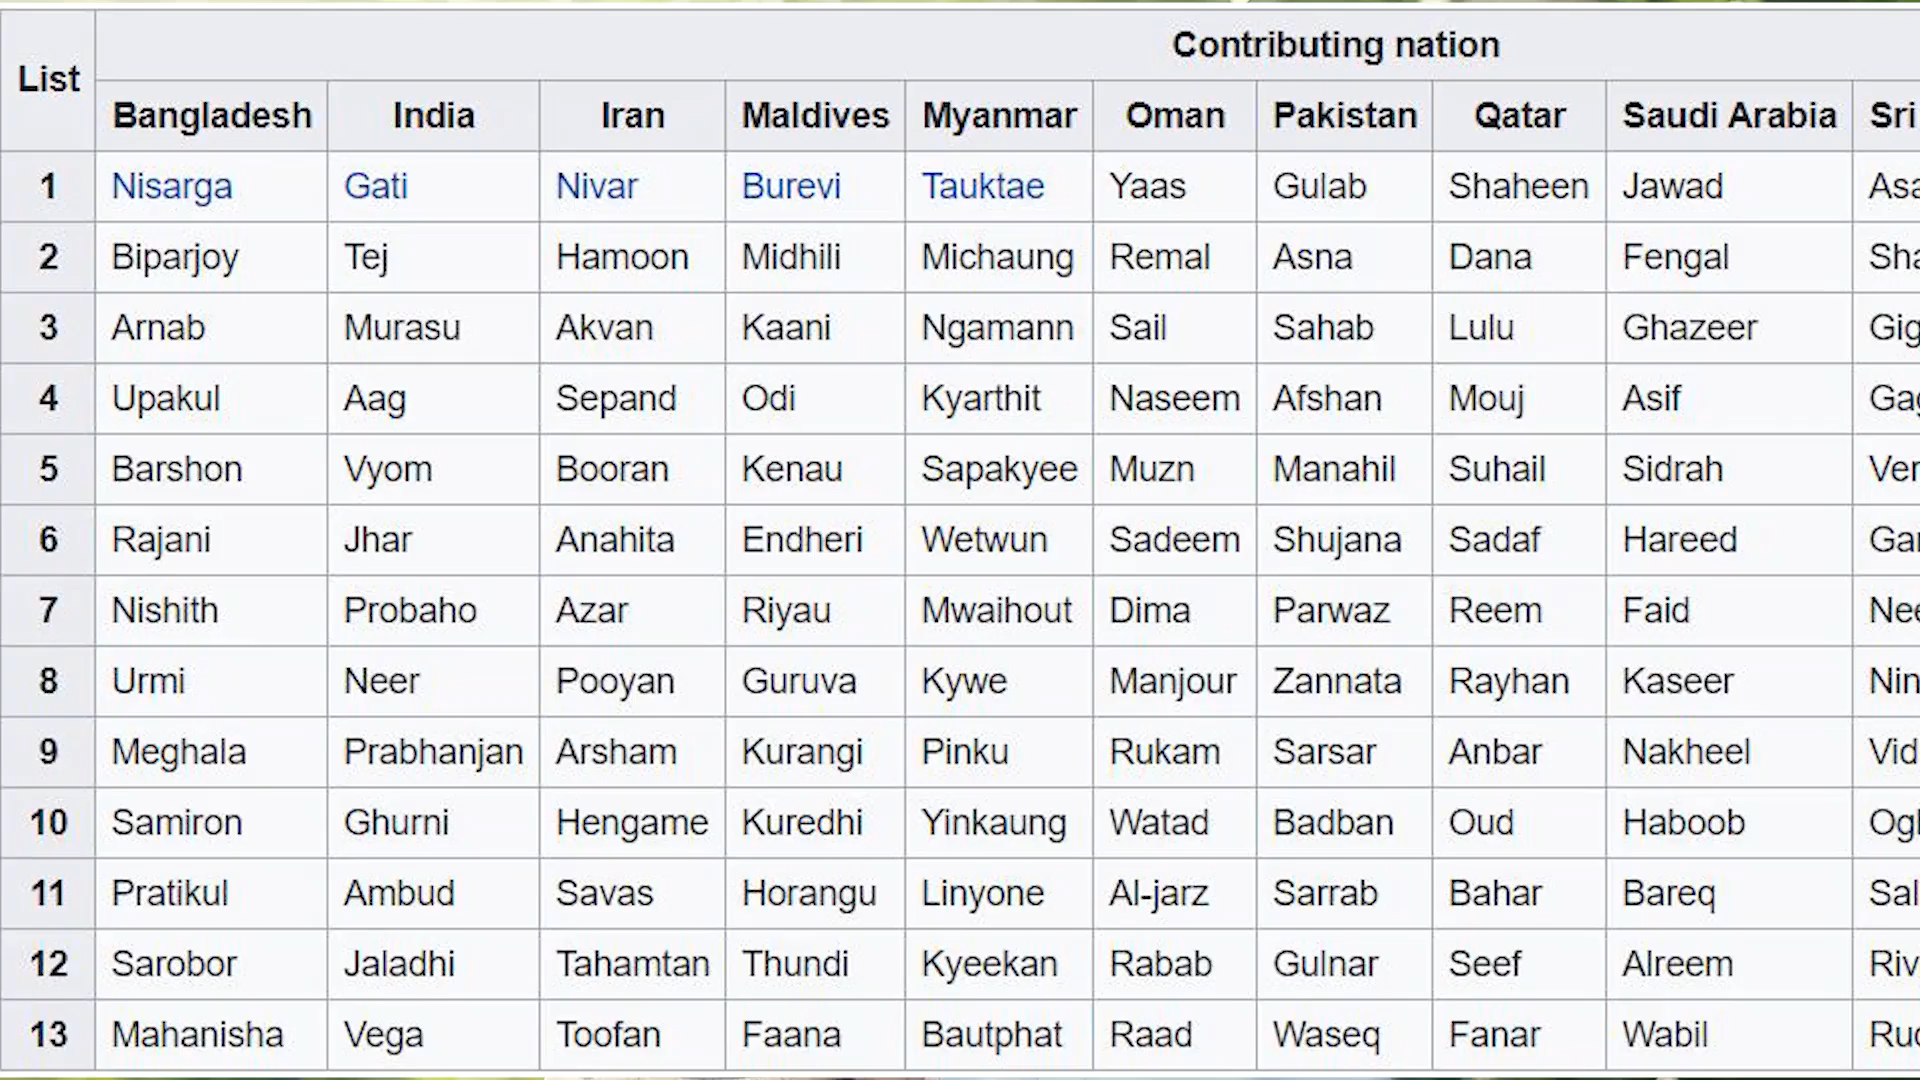 Contributing nation
List
Bangladesh India Iran Maldives Myanmar Oman Pakistan Qatar Saudi Arabia Sri
1 Nisarga Gati Nivar Burevi Tauktae Yaas Gulab Shaheen Jawad
2 Biparjoy Tej Hamoon Midhili Michaung Remal Asna Dana Fengal
3 Arnab Murasu Akvan Kaani Ngamann Sail Sahab Lulu Ghazeer
4 Upakul Aag Sepand Odi Kyarthit Naseem Afshan Mouj Asif
5 Barshon Vyom Booran Kenau Sapakyee Muzn Manahil Suhail Sidrah
6 Rajani Jhar Anahita Endheri Wetwun Sadeem Shujana Sadaf Hareed
7 Nishith Probaho Azar Riyau Mwaihout Dima Parwaz Reem Faid
8 Urmi Neer Pooyan Guruva Kywe Manjour Zannata Rayhan Kaseer
9 Meghala Prabhanjan Arsham Kurangi Pinku Rukam Sarsar Anbar Nakheel
10 Samiron Ghurni Hengame Kuredhi Yinkaung Watad Badban Oud Haboob
11 Pratikul Ambud Savas Horangu Linyone Al-jarz Sarrab Bahar Bareq
12 Sarobor Jaladhi Tahamtan Thundi Kyeekan Rabab Gulnar Seef Alreem
13 Mahanisha Vega Toofan Faana Bautphat Raad Waseq Fanar Wabil